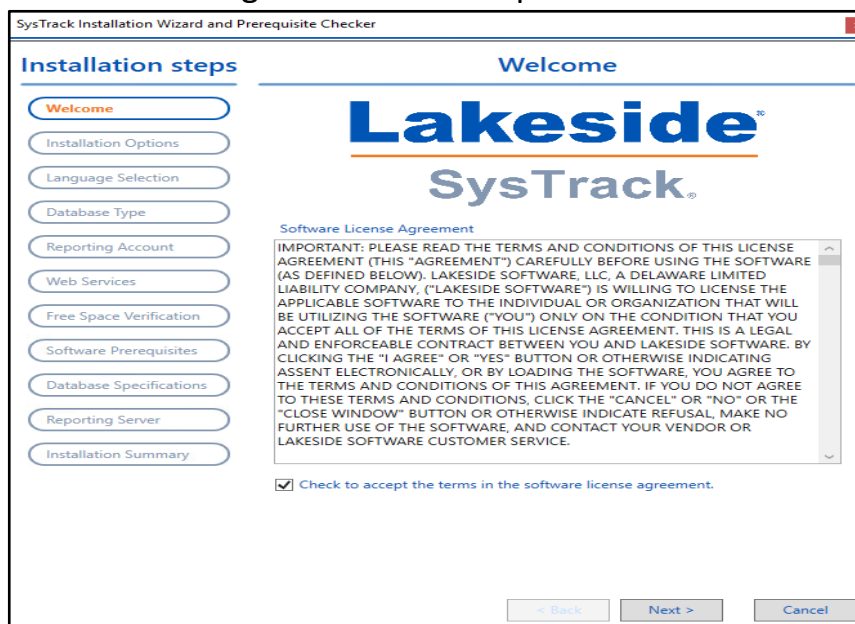 SysTrack Installation Wizard and Prerequisite Checker
Installation steps
Welcome
Installation Options
Language Selection
Database Type
Reporting Account
Web Services
Free Space Verification
Software Prerequisites
Database Specifications
Reporting Server
Installation Summary
Welcome
Lakeside®
SysTrack®
Software License Agreement
IMPORTANT: PLEASE READ THE TERMS AND CONDITIONS OF THIS LICENSE
AGREEMENT (THIS "AGREEMENT") CAREFULLY BEFORE USING THE SOFTWARE
(AS DEFINED BELOW). LAKESIDE SOFTWARE, LLC, A DELAWARE LIMITED
LIABILITY COMPANY, ("LAKESIDE SOFTWARE") IS WILLING TO LICENSE THE
APPLICABLE SOFTWARE TO THE INDIVIDUAL OR ORGANIZATION THAT WILL
BE UTILIZING THE SOFTWARE ("YOU") ONLY ON THE CONDITION THAT YOU
ACCEPT ALL OF THE TERMS OF THIS LICENSE AGREEMENT. THIS IS A LEGAL
AND ENFORCEABLE CONTRACT BETWEEN YOU AND LAKESIDE SOFTWARE. BY
CLICKING THE "I AGREE" OR "YES" BUTTON OR OTHERWISE INDICATING
ASSENT ELECTRONICALLY, OR BY LOADING THE SOFTWARE, YOU AGREE TO
THE TERMS AND CONDITIONS OF THIS AGREEMENT. IF YOU DO NOT AGREE
TO THESE TERMS AND CONDITIONS, CLICK THE "CANCEL" OR "NO" OR THE
"CLOSE WINDOW" BUTTON OR OTHERWISE INDICATE REFUSAL, MAKE NO
FURTHER USE OF THE SOFTWARE, AND CONTACT YOUR VENDOR OR
LAKESIDE SOFTWARE CUSTOMER SERVICE.
Check to accept the terms in the software license agreement.
< Back
Next >
Cancel